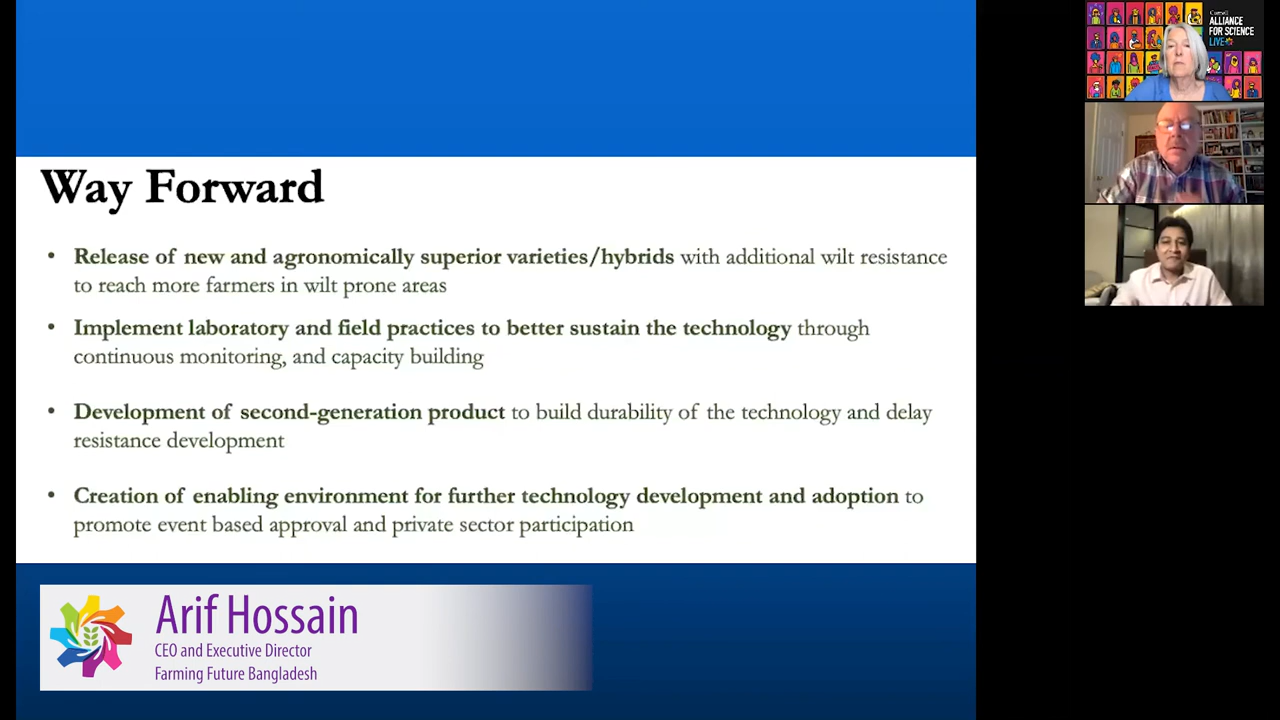 Way Forward
• Release of new and agronomically superior varieties/hybrids with additional wilt resistance
to reach more farmers in wilt prone areas
• Implement laboratory and field practices to better sustain the technology through
continuous monitoring, and capacity building
• Development of second-generation product to build durability of the technology and delay
resistance development
• Creation of enabling environment for further technology development and adoption to
promote event based approval and private sector participation
Arif Hossain
CEO and Executive Director
Farming Future Bangladesh
Cornell
ALLIANCE
FOR SCIENCE
LIVE